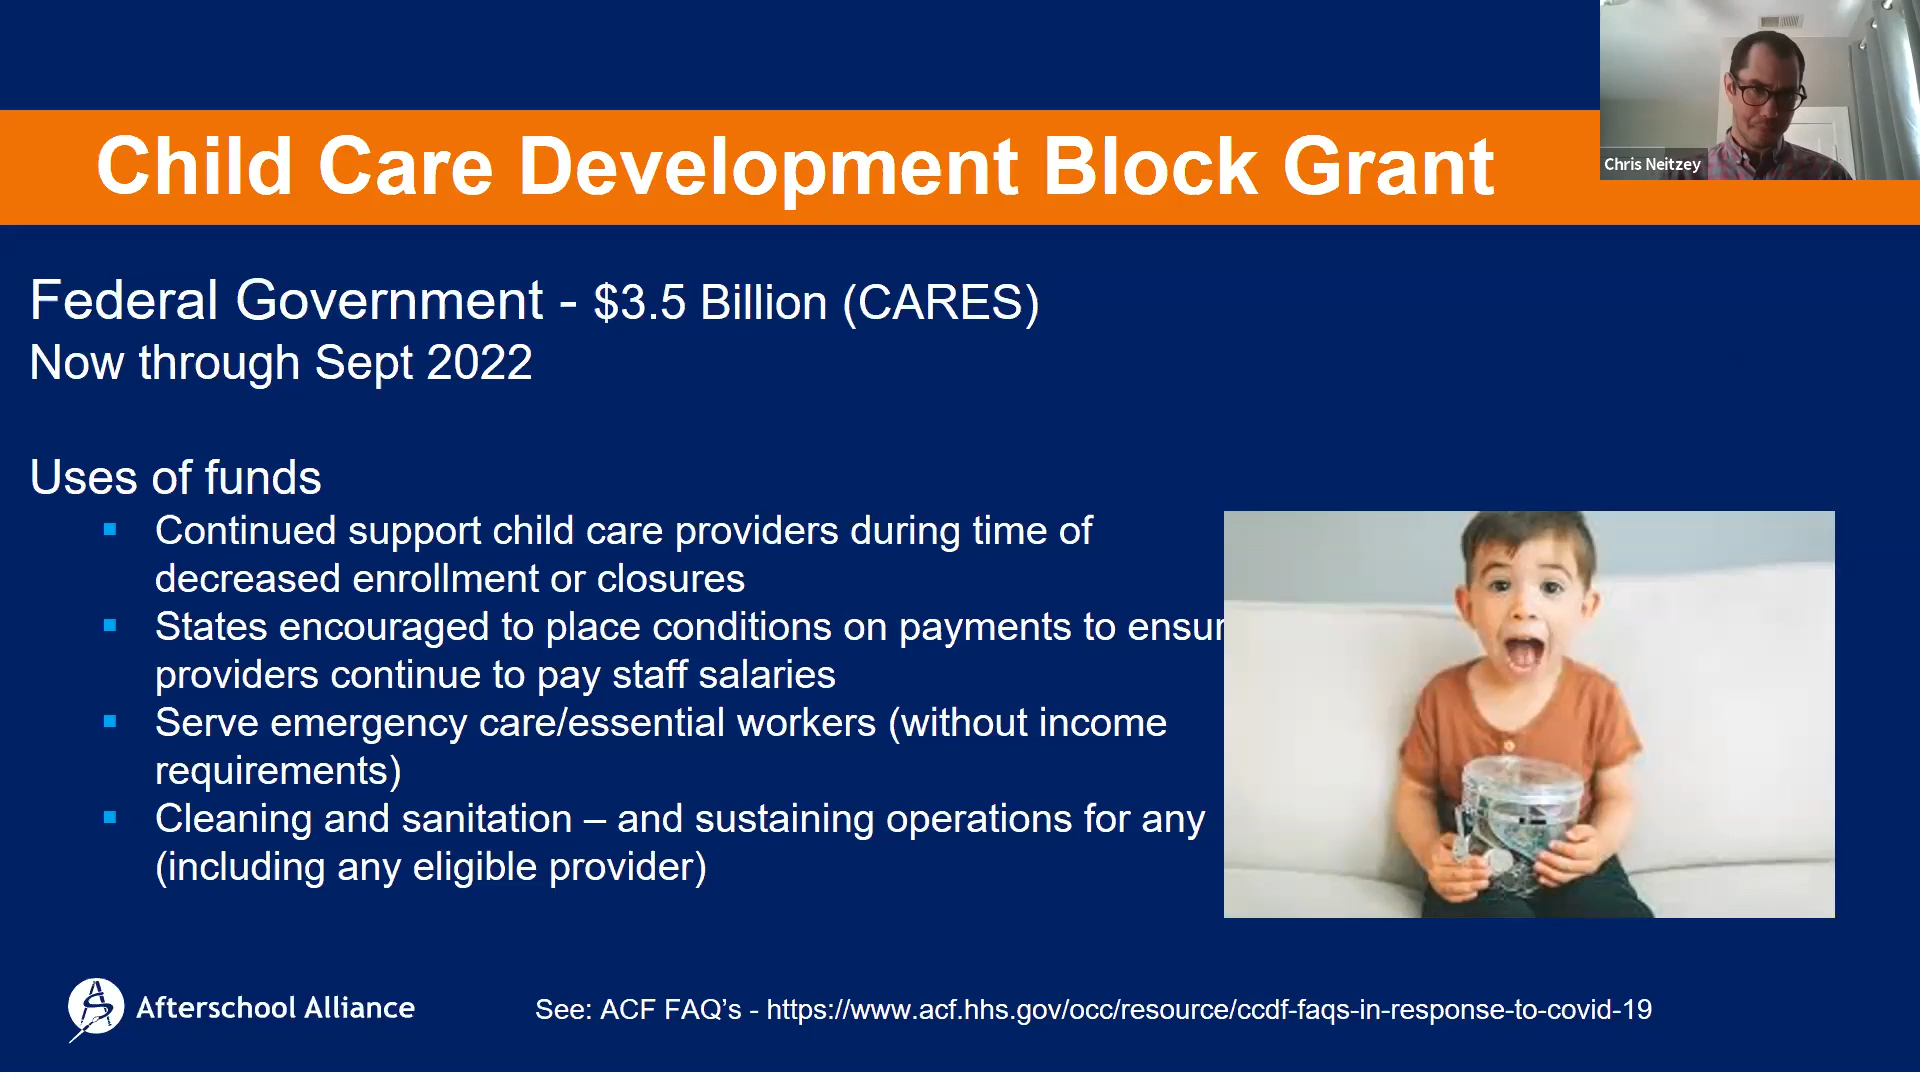 Child Care Development Block Grant
Chris Neitzey
Federal Government - $3.5 Billion (CARES)
Now through Sept 2022
Uses of funds
▪ Continued support child care providers during time of
decreased enrollment or closures
▪ States encouraged to place conditions on payments to ensur
providers continue to pay staff salaries
▪ Serve emergency care/essential workers (without income
requirements)
▪ Cleaning and sanitation – and sustaining operations for any
(including any eligible provider)
Afterschool Alliance
See: ACF FAQ’s - https://www.acf.hhs.gov/occ/resource/ccdf-faqs-in-response-to-covid-19